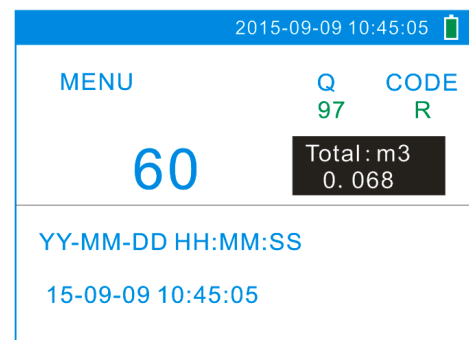 2015-09-09 10:45:05
MENU Q CODE
97 R
60
Total: m3
0.068
YY-MM-DD HH:MM:SS
15-09-09 10:45:05